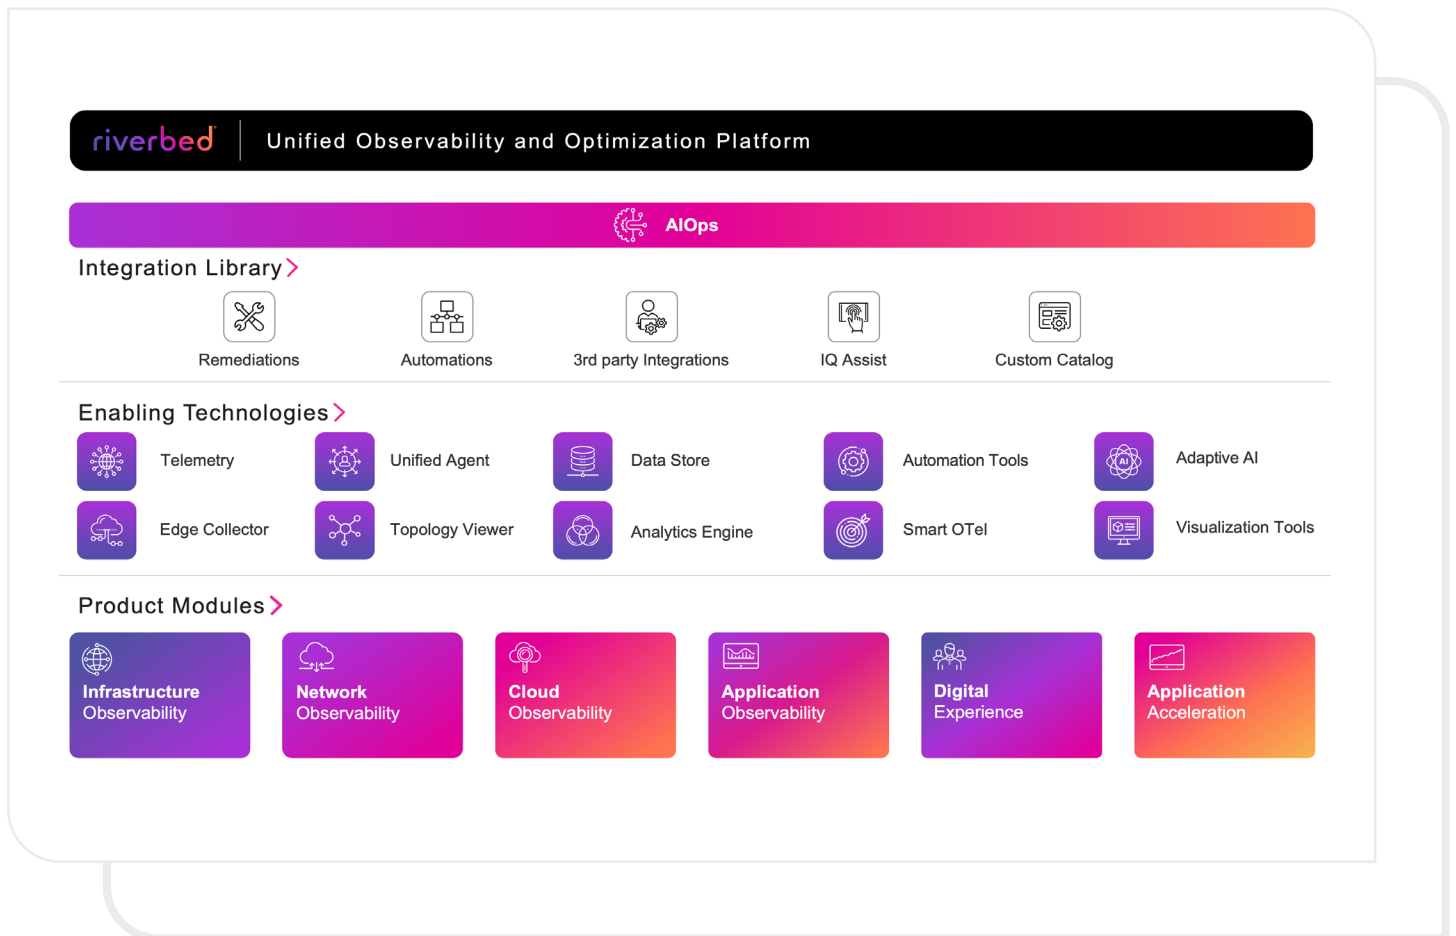 riverbed Unified Observability and Optimization Platform
AIOps
Integration Library
Remediations
Automations
3rd party Integrations
IQ Assist
Custom Catalog
Enabling Technologies
Telemetry
Unified Agent
Data Store
Automation Tools
AI
Adaptive AI
Edge Collector
Topology Viewer
Analytics Engine
Smart OTel
Visualization Tools
Product Modules
Infrastructure
Observability
Network
Observability
Cloud
Observability
Application
Observability
Digital
Experience
Application
Acceleration